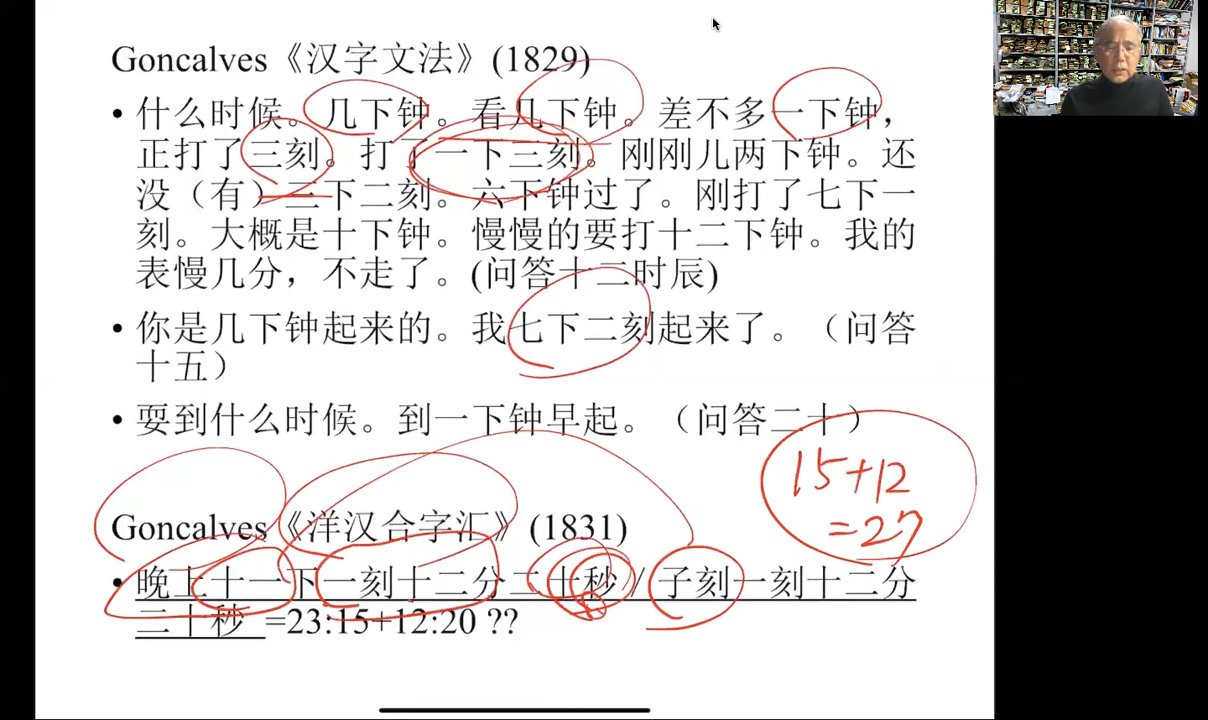 Goncalves《汉字文法》(1829)
• 什么时候。几下钟。看几下钟。差不多一下钟，
正打了三刻。打了一下三刻。刚刚儿两下钟。还
没（有）三下二刻。六下钟过了。刚打了七下一
刻。大概是十下钟。慢慢的要打十二下钟。我的
表慢几分，不走了。(问答十二时辰)
• 你是几下钟起来的。我七下二刻起来了。（问答
十五）
• 耍到什么时候。到一下钟早起。（问答二十）
15+12
=27
Goncalves《洋汉合字汇》(1831)
• 晚上十一下一刻十二分二十秒 / 子刻一刻十二分
二十秒 =23:15+12:20 ??